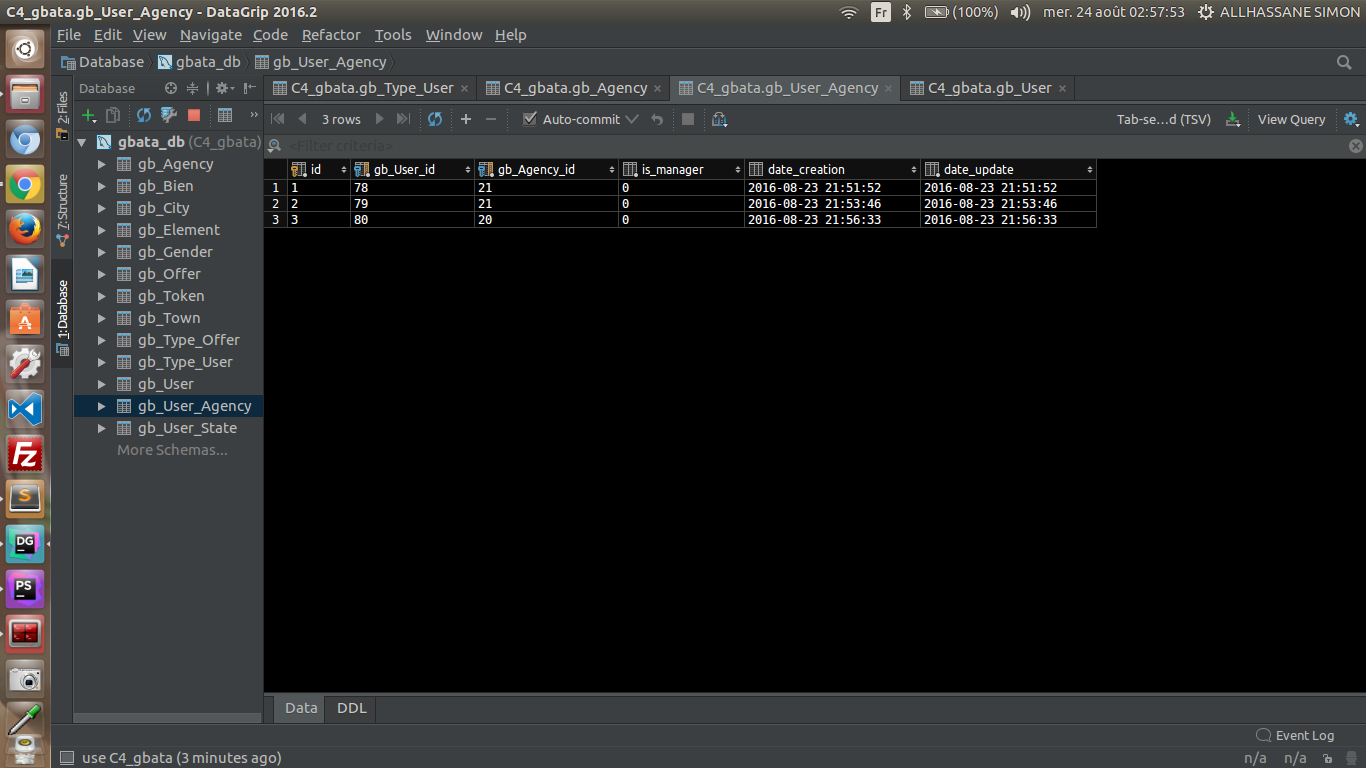 C4_gbata.gb_User_Agency - DataGrip 2016.2 Fr (100%) mer. 24 août 02:57:53 ALLHASSANE SIMON
File Edit View Navigate Code Refactor Tools Window Help
Database gbata_db gb_User_Agency
Database C4_gbata.gb_Type_User C4_gbata.gb_Agency C4_gbata.gb_User_Agency C4_gbata.gb_User
2: Files
7: Structure
1: Database
3 rows Auto-commit Tab-se...d (TSV) View Query
<Filter criteria>
gbata_db (C4_gbata)
gb_Agency
gb_Bien
gb_City
gb_Element
gb_Gender
gb_Offer
gb_Token
gb_Town
gb_Type_Offer
gb_Type_User
gb_User
gb_User_Agency
gb_User_State
More Schemas...
id gb_User_id gb_Agency_id is_manager date_creation date_update
1 1 78 21 0 2016-08-23 21:51:52 2016-08-23 21:51:52
2 2 79 21 0 2016-08-23 21:53:46 2016-08-23 21:53:46
3 3 80 20 0 2016-08-23 21:56:33 2016-08-23 21:56:33
DG
PS
Data DDL
Event Log
use C4_gbata (3 minutes ago) n/a n/a